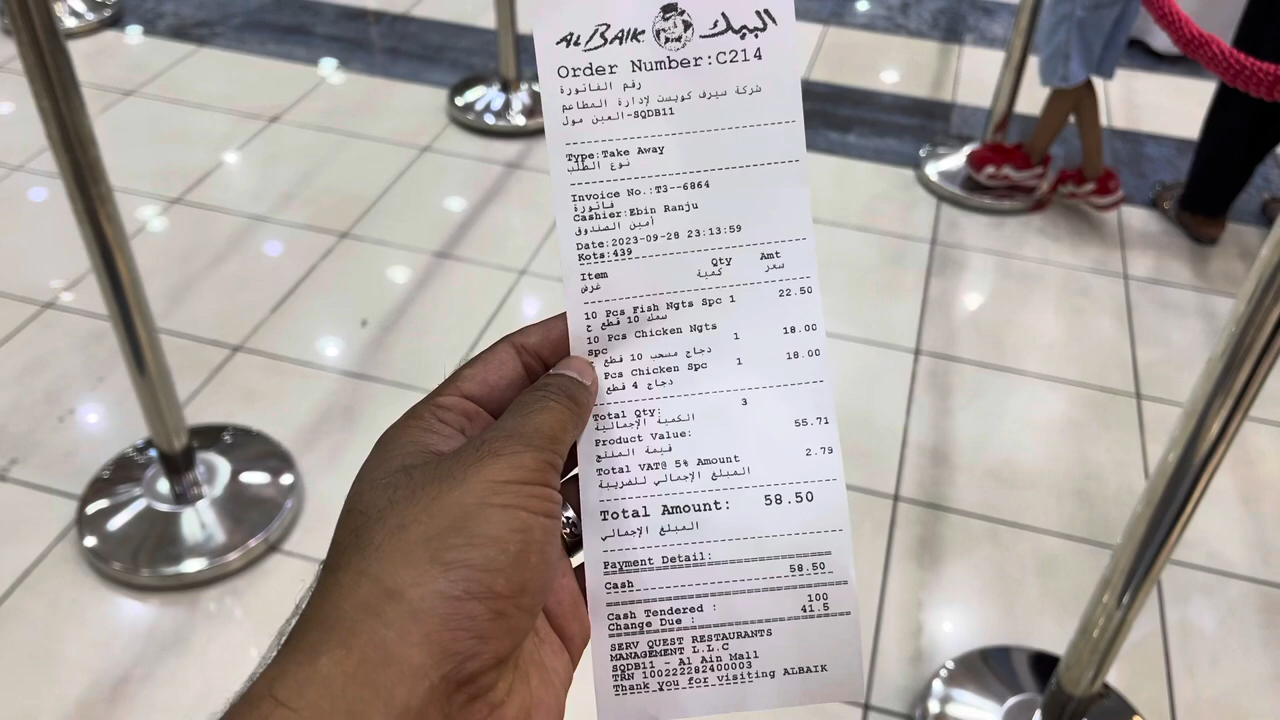 ALBAIK البيك
Order Number:C214
رقم الفاتورة
شركة سيرف كويست لإدارة المطاعم
العين مول-SQDB11
Type:Take Away
نوع الطلب
Invoice No.:T3--6864
فاتورة
Cashier:Ebin Ranju
أمين الصندوق
Date:2023-09-28 23:13:59
Kots:439
Item Qty Amt
غرض كمية سعر
10 Pcs Fish Ngts Spc 1 22.50
سمك 10 قطع ح
10 Pcs Chicken Ngts
Spc 1 18.00
دجاج مسحب 10 قطع ح
Pcs Chicken Spc 1 18.00
دجاج 4 قطع
Total Qty: 3
الكمية الإجمالية
Product Value: 55.71
قيمة المنتج
Total VAT@ 5% Amount 2.79
المبلغ الإجمالي للضريبة
Total Amount: 58.50
المبلغ الإجمالي
Payment Detail:
Cash 58.50
Cash Tendered : 100
Change Due : 41.5
SERV QUEST RESTAURANTS
MANAGEMENT L.L.C
SQDB11 - Al Ain Mall
TRN 100222282400003
Thank you for visiting ALBAIK